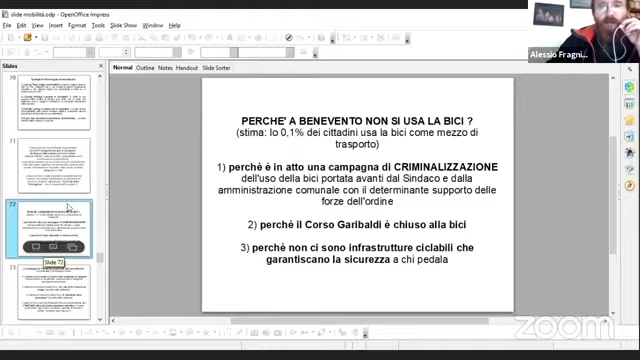 slide mobilità.odp - OpenOffice Impress
File Edit View Insert Format Tools Slide Show Window Help
Slides
Normal Outline Notes Handout Slide Sorter
70
71
72
Slide 72
73
PERCHE' A BENEVENTO NON SI USA LA BICI ?
(stima: lo 0,1% dei cittadini usa la bici come mezzo di
trasporto)
1) perchè è in atto una campagna di CRIMINALIZZAZIONE
dell'uso della bici portata avanti dal Sindaco e dalla
amministrazione comunale con il determinante supporto delle
forze dell'ordine
2) perchè il Corso Garibaldi è chiuso alla bici
3) perchè non ci sono infrastrutture ciclabili che
garantiscano la sicurezza a chi pedala
Alessio Fragni...
zoom